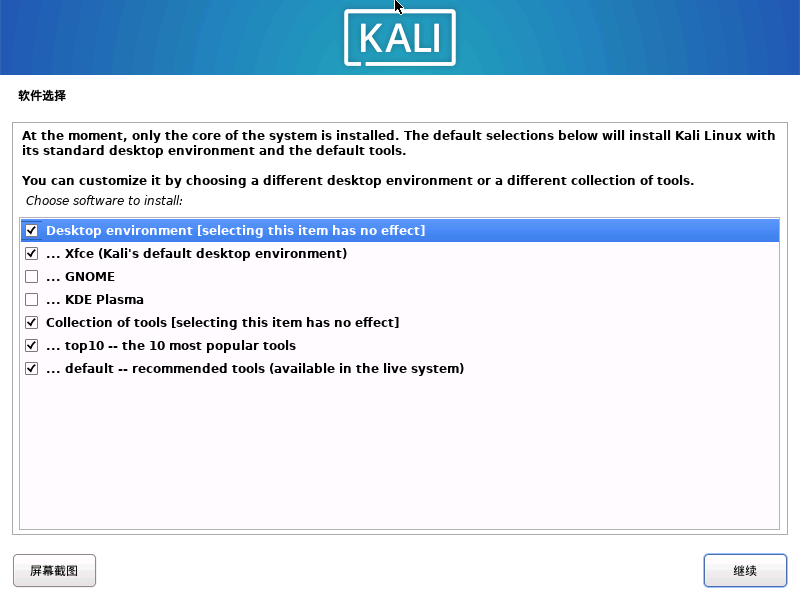 KALI
软件选择
At the moment, only the core of the system is installed. The default selections below will install Kali Linux with
its standard desktop environment and the default tools.
You can customize it by choosing a different desktop environment or a different collection of tools.
Choose software to install:
Desktop environment [selecting this item has no effect]
... Xfce (Kali's default desktop environment)
... GNOME
... KDE Plasma
Collection of tools [selecting this item has no effect]
... top10 -- the 10 most popular tools
... default -- recommended tools (available in the live system)
屏幕截图
继续